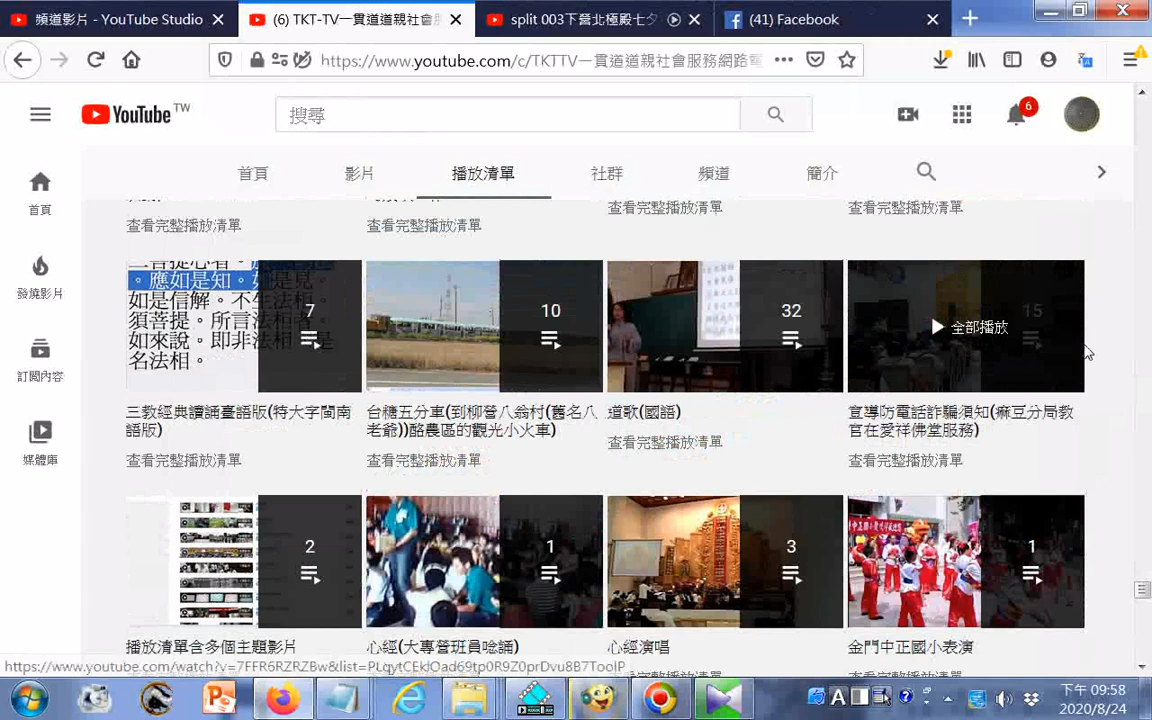 頻道影片 - YouTube Studio
(6) TKT-TV一貫道道親社會服
split 003下營北極殿七夕
(41) Facebook
https://www.youtube.com/c/TKTTV一貫道道親社會服務網路電
YouTube TW
搜尋
6
首頁
影片
播放清單
社群
頻道
簡介
首頁
發燒影片
訂閱內容
媒體庫
查看完整播放清單
查看完整播放清單
查看完整播放清單
查看完整播放清單
。應如是知。如是見。
如是信解。不生法相。
須菩提。所言法相者。
如來說。即非法相。是
名法相。
7
10
32
15
全部播放
三教經典讀誦臺語版(特大字閩南
語版)
查看完整播放清單
台糖五分車(到柳營八翁村(舊名八
老爺))酪農區的觀光小火車)
查看完整播放清單
道歌(國語)
查看完整播放清單
宣導防電話詐騙須知(麻豆分局教
官在愛祥佛堂服務)
查看完整播放清單
2
1
3
1
播放清單含多個主題影片
心經(大專營班員唸誦)
心經演唱
金門中正國小表演
https://www.youtube.com/watch?v=7FFR6RZRZBw&list=PLqytCEkIOad69tp0R9Z0prDvu8B7TooIP
下午 09:58
2020/8/24